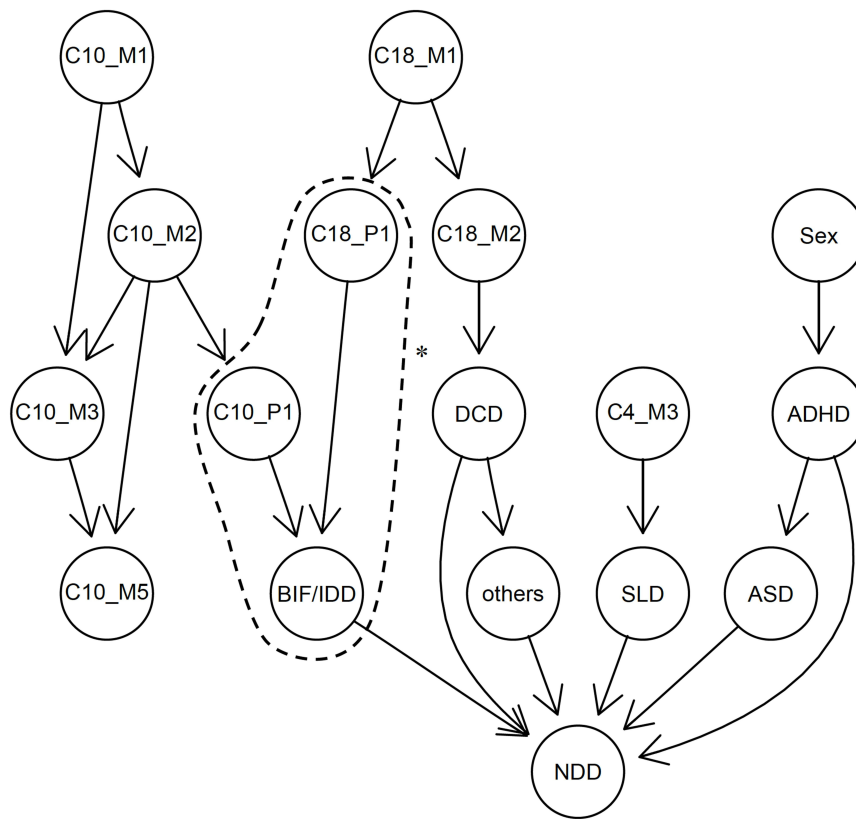 C10_M1
C18_M1
C10_M2
C18_P1
C18_M2
Sex
*
C10_M3
C10_P1
DCD
C4_M3
ADHD
C10_M5
BIF/IDD
others
SLD
ASD
NDD